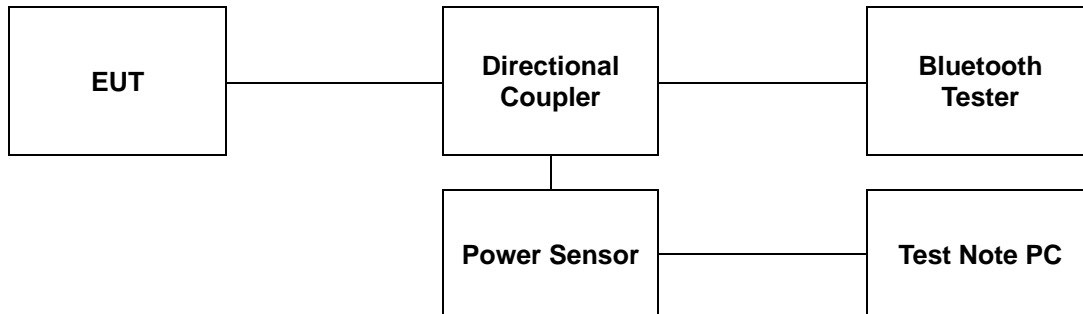 EUT
Directional
Coupler
Bluetooth
Tester
Power Sensor
Test Note PC